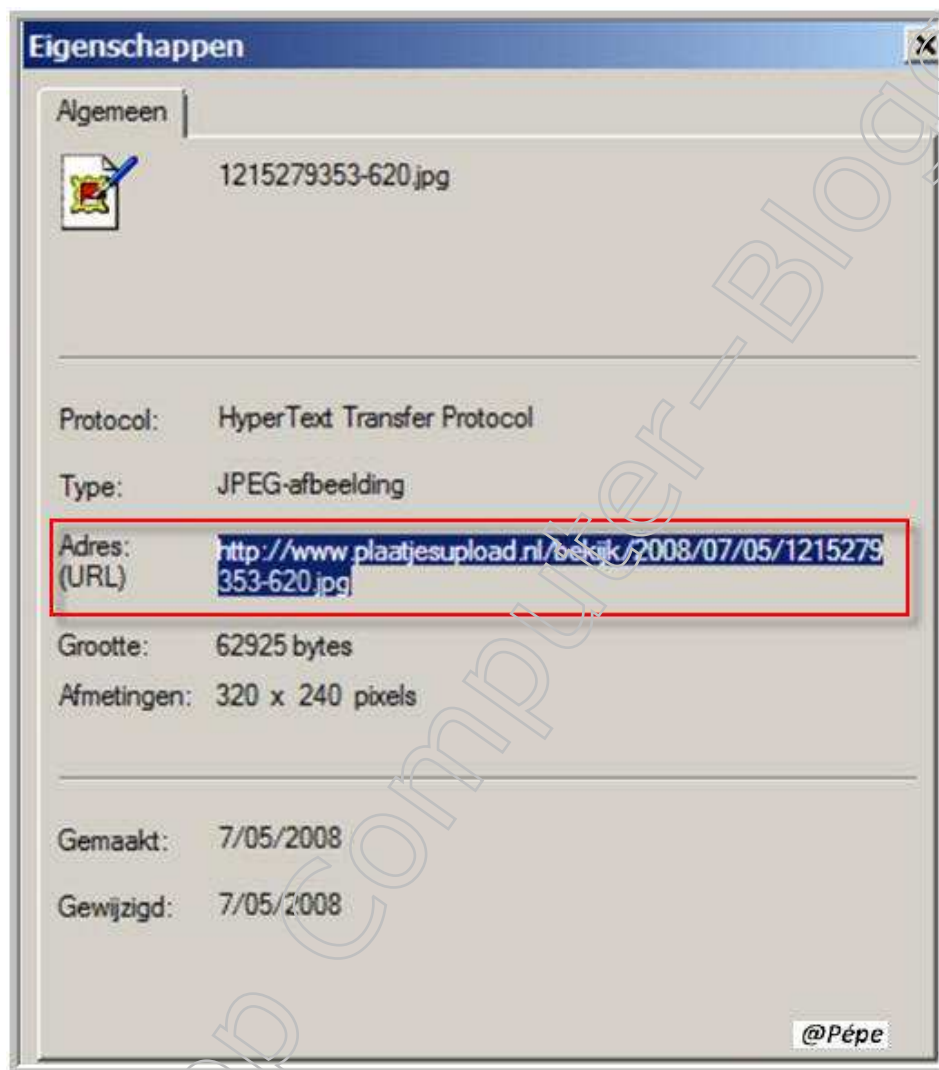 Eigenschappen
Algemeen
1215279353-620.jpg
Protocol: HyperText Transfer Protocol
Type: JPEG-afbeelding
Adres: http://www.plaatjesupload.nl/bekijk/2008/07/05/1215279
(URL) 353-620.jpg
Grootte: 62925 bytes
Afmetingen: 320 x 240 pixels
Gemaakt: 7/05/2008
Gewijzigd: 7/05/2008
@Pépe
Computer-Blog